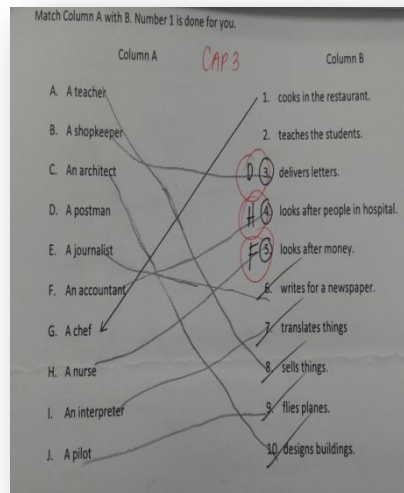 Match Column A with B. Number 1 is done for you.
Column A CAP 3 Column B
A. A teacher
B. A shopkeeper
C. An architect
D. A postman
E. A journalist
F. An accountant
G. A chef
H. A nurse
I. An interpreter
J. A pilot
1. cooks in the restaurant.
2. teaches the students.
D 3. delivers letters.
H 4. looks after people in hospital.
F 5. looks after money.
6. writes for a newspaper.
7. translates things
8. sells things.
9. flies planes.
10. designs buildings.